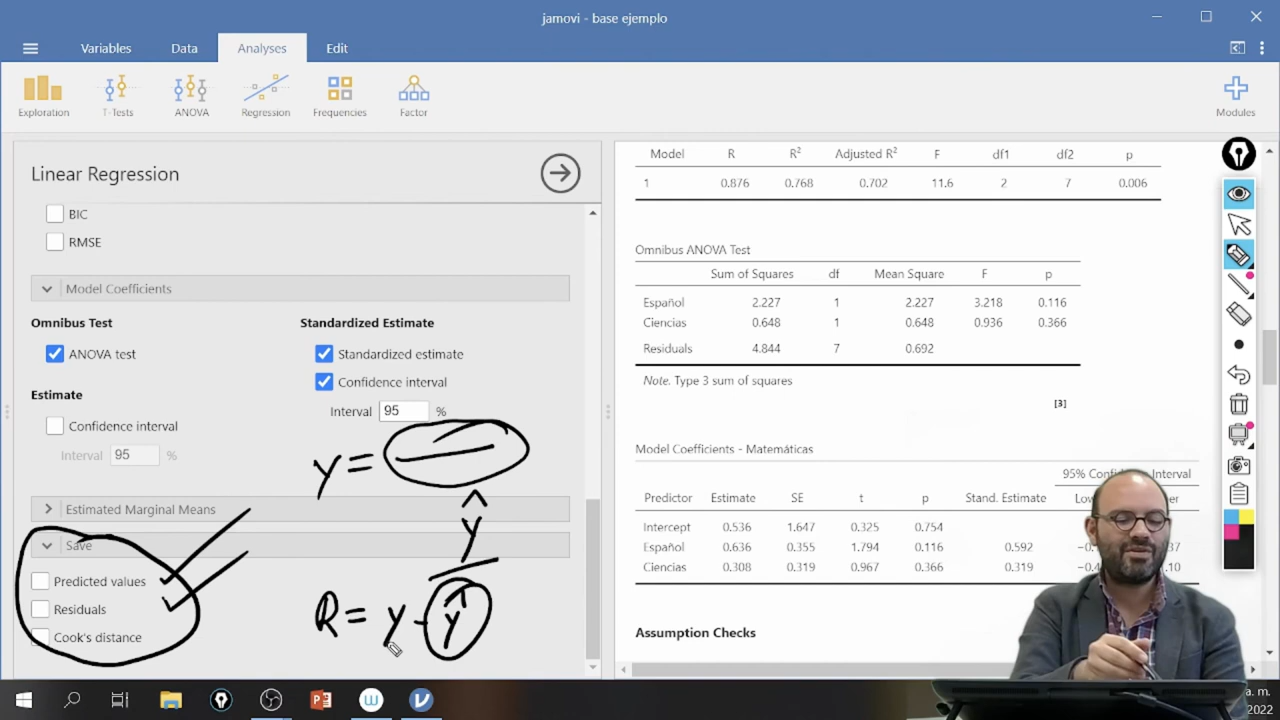 jamovi - base ejemplo
Variables Data Analyses Edit
Exploration T-Tests ANOVA Regression Frequencies Factor Modules
Linear Regression
BIC
RMSE
Model Coefficients
Omnibus Test
ANOVA test
Estimate
Confidence interval
Interval 95 %
Standardized Estimate
Standardized estimate
Confidence interval
Interval 95 %
y =
Estimated Marginal Means
ŷ
Save
Predicted values
Residuals
Cook's distance
R = y - ŷ
Model R R² Adjusted R² F df1 df2 p
1 0.876 0.768 0.702 11.6 2 7 0.006
Omnibus ANOVA Test
Sum of Squares df Mean Square F p
Español 2.227 1 2.227 3.218 0.116
Ciencias 0.648 1 0.648 0.936 0.366
Residuals 4.844 7 0.692
Note. Type 3 sum of squares
[3]
Model Coefficients - Matemáticas
95% Interval
Predictor Estimate SE t p Stand. Estimate
Intercept 0.536 1.647 0.325 0.754
Español 0.636 0.355 1.794 0.116 0.592
Ciencias 0.308 0.319 0.967 0.366 0.319
Assumption Checks
a. m.
2022